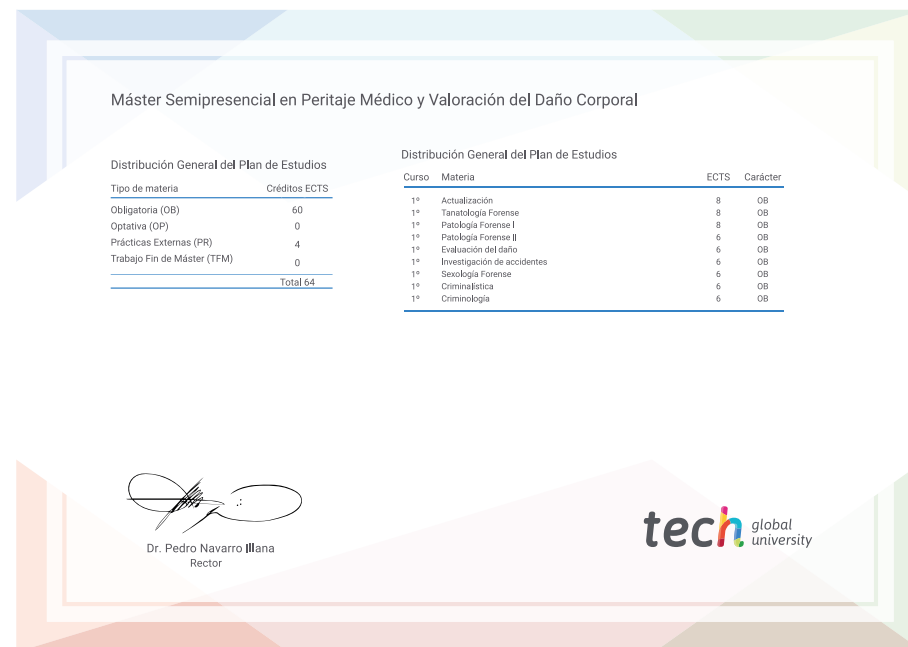 Máster Semipresencial en Peritaje Médico y Valoración del Daño Corporal
Distribución General del Plan de Estudios
Tipo de materia Créditos ECTS
Obligatoria (OB) 60
Optativa (OP) 0
Prácticas Externas (PR) 4
Trabajo Fin de Máster (TFM) 0
Total 64
Distribución General del Plan de Estudios
Curso Materia ECTS Carácter
1º Actualización 8 OB
1º Tanatología Forense 8 OB
1º Patología Forense I 8 OB
1º Patología Forense II 6 OB
1º Evaluación del daño 6 OB
1º Investigación de accidentes 6 OB
1º Sexología Forense 6 OB
1º Criminalística 6 OB
1º Criminología 6 OB
Dr. Pedro Navarro Illana
Rector
tech global
university